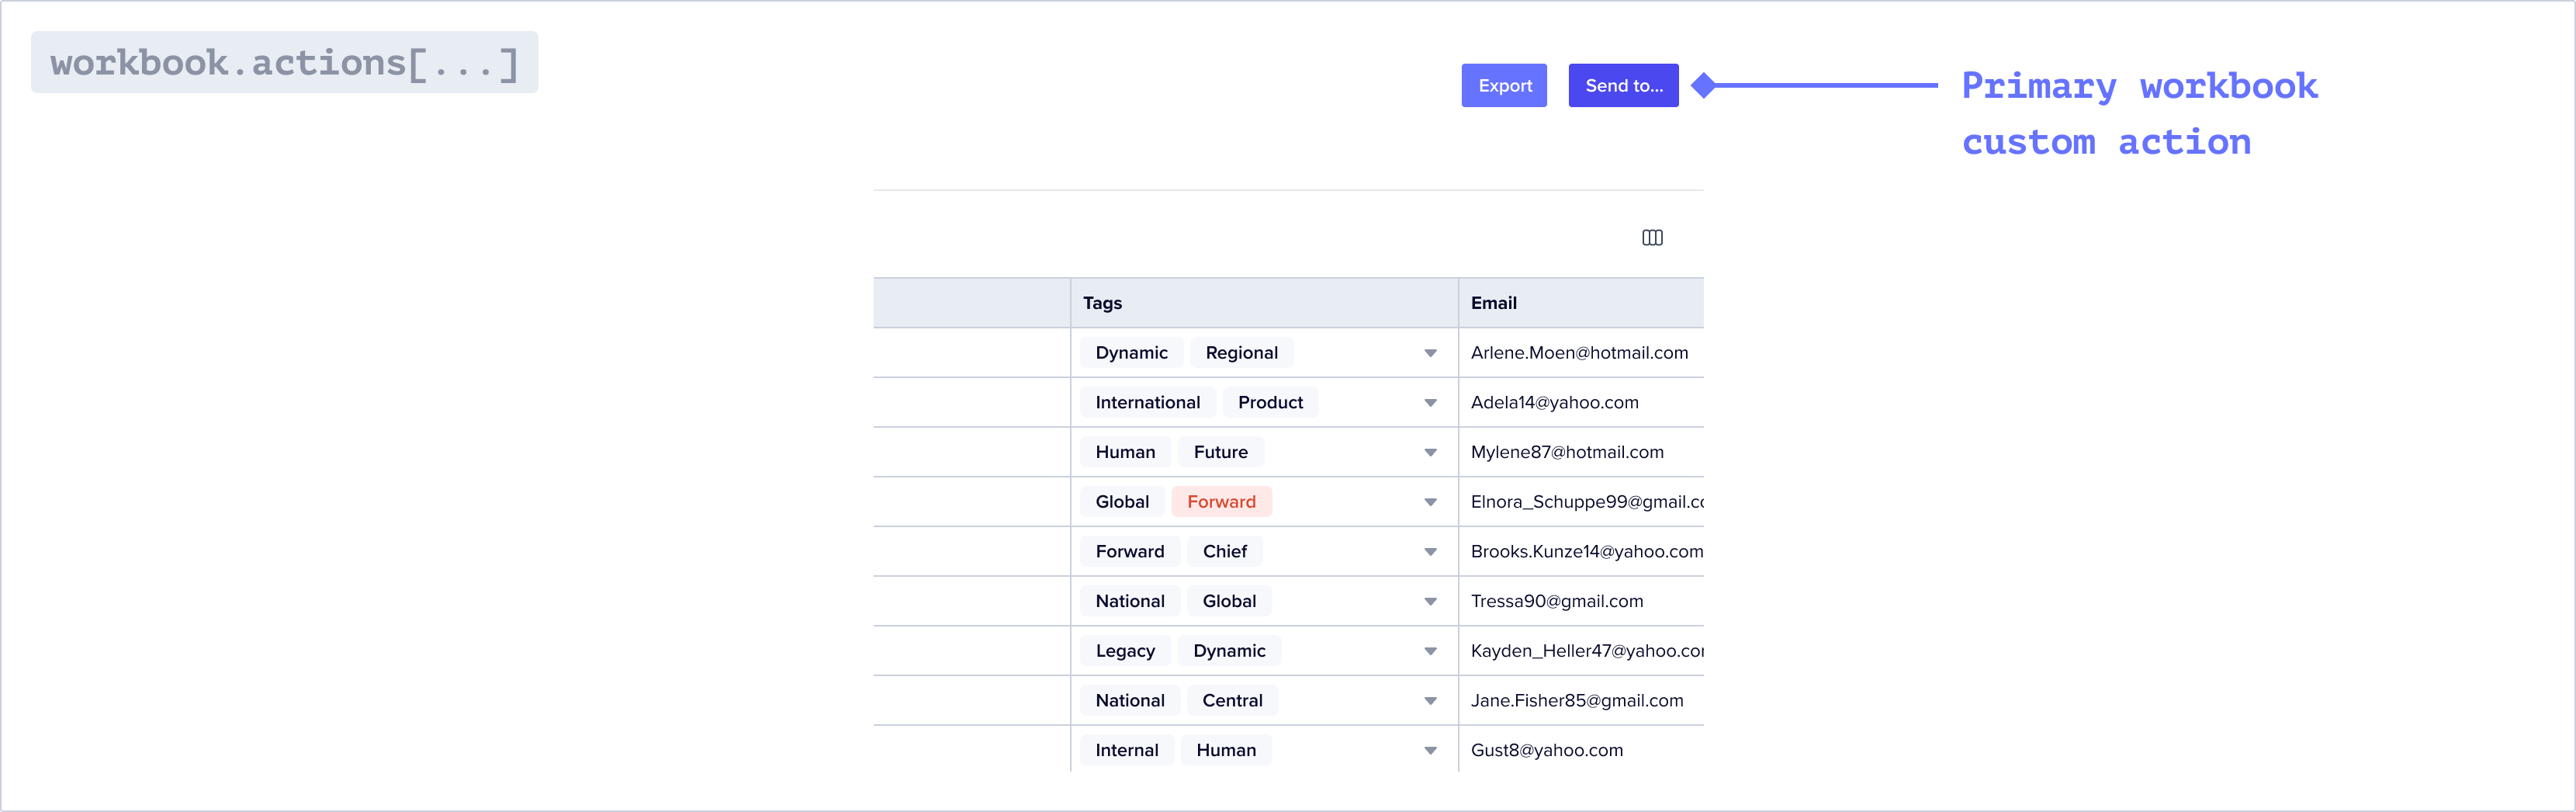 workbook.actions[...]
Export Send to... Primary workbook
custom action
Tags Email
Dynamic Regional Arlene.Moen@hotmail.com
International Product Adela14@yahoo.com
Human Future Mylene87@hotmail.com
Global Forward Elnora_Schuppe99@gmail.co
Forward Chief Brooks.Kunze14@yahoo.com
National Global Tressa90@gmail.com
Legacy Dynamic Kayden_Heller47@yahoo.co
National Central Jane.Fisher85@gmail.com
Internal Human Gust8@yahoo.com